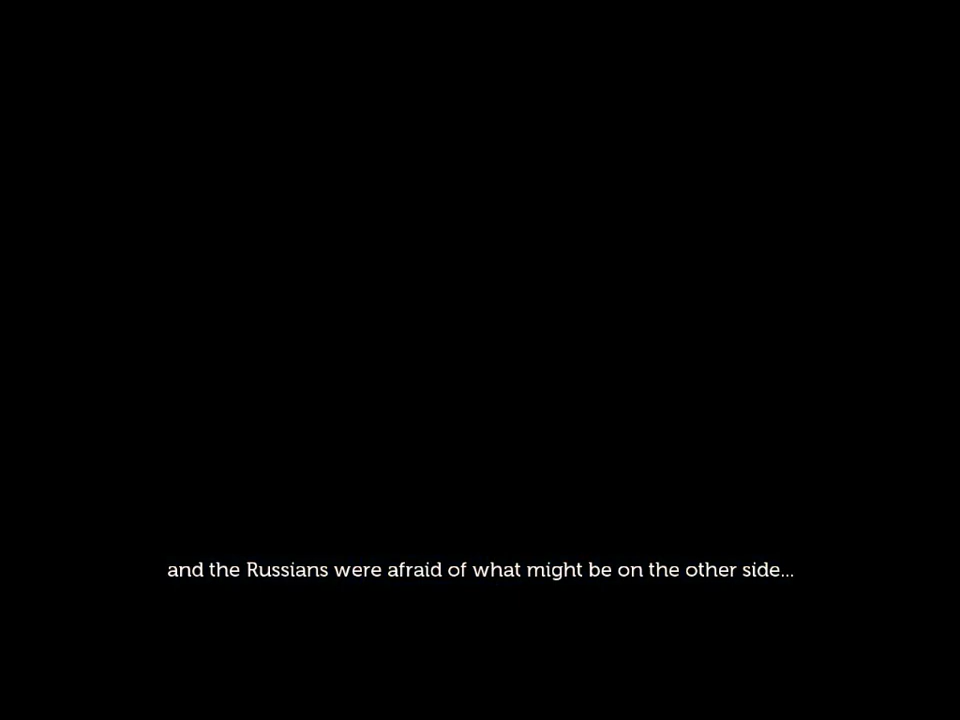 and the Russians were afraid of what might be on the other side...